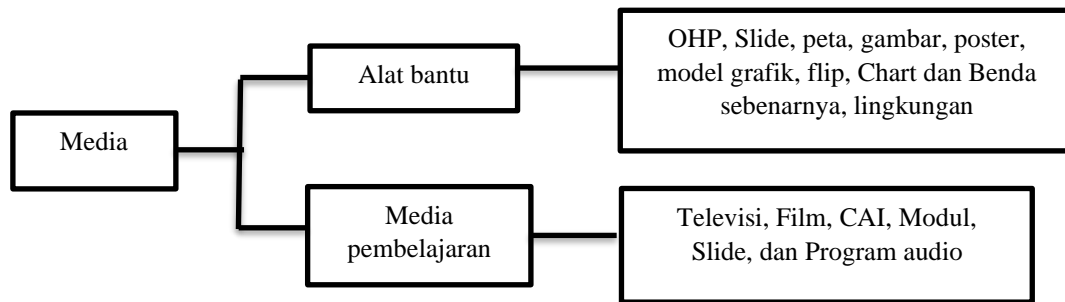 Media
Alat bantu
OHP, Slide, peta, gambar, poster,
model grafik, flip, Chart dan Benda
sebenarnya, lingkungan
Media
pembelajaran
Televisi, Film, CAI, Modul,
Slide, dan Program audio